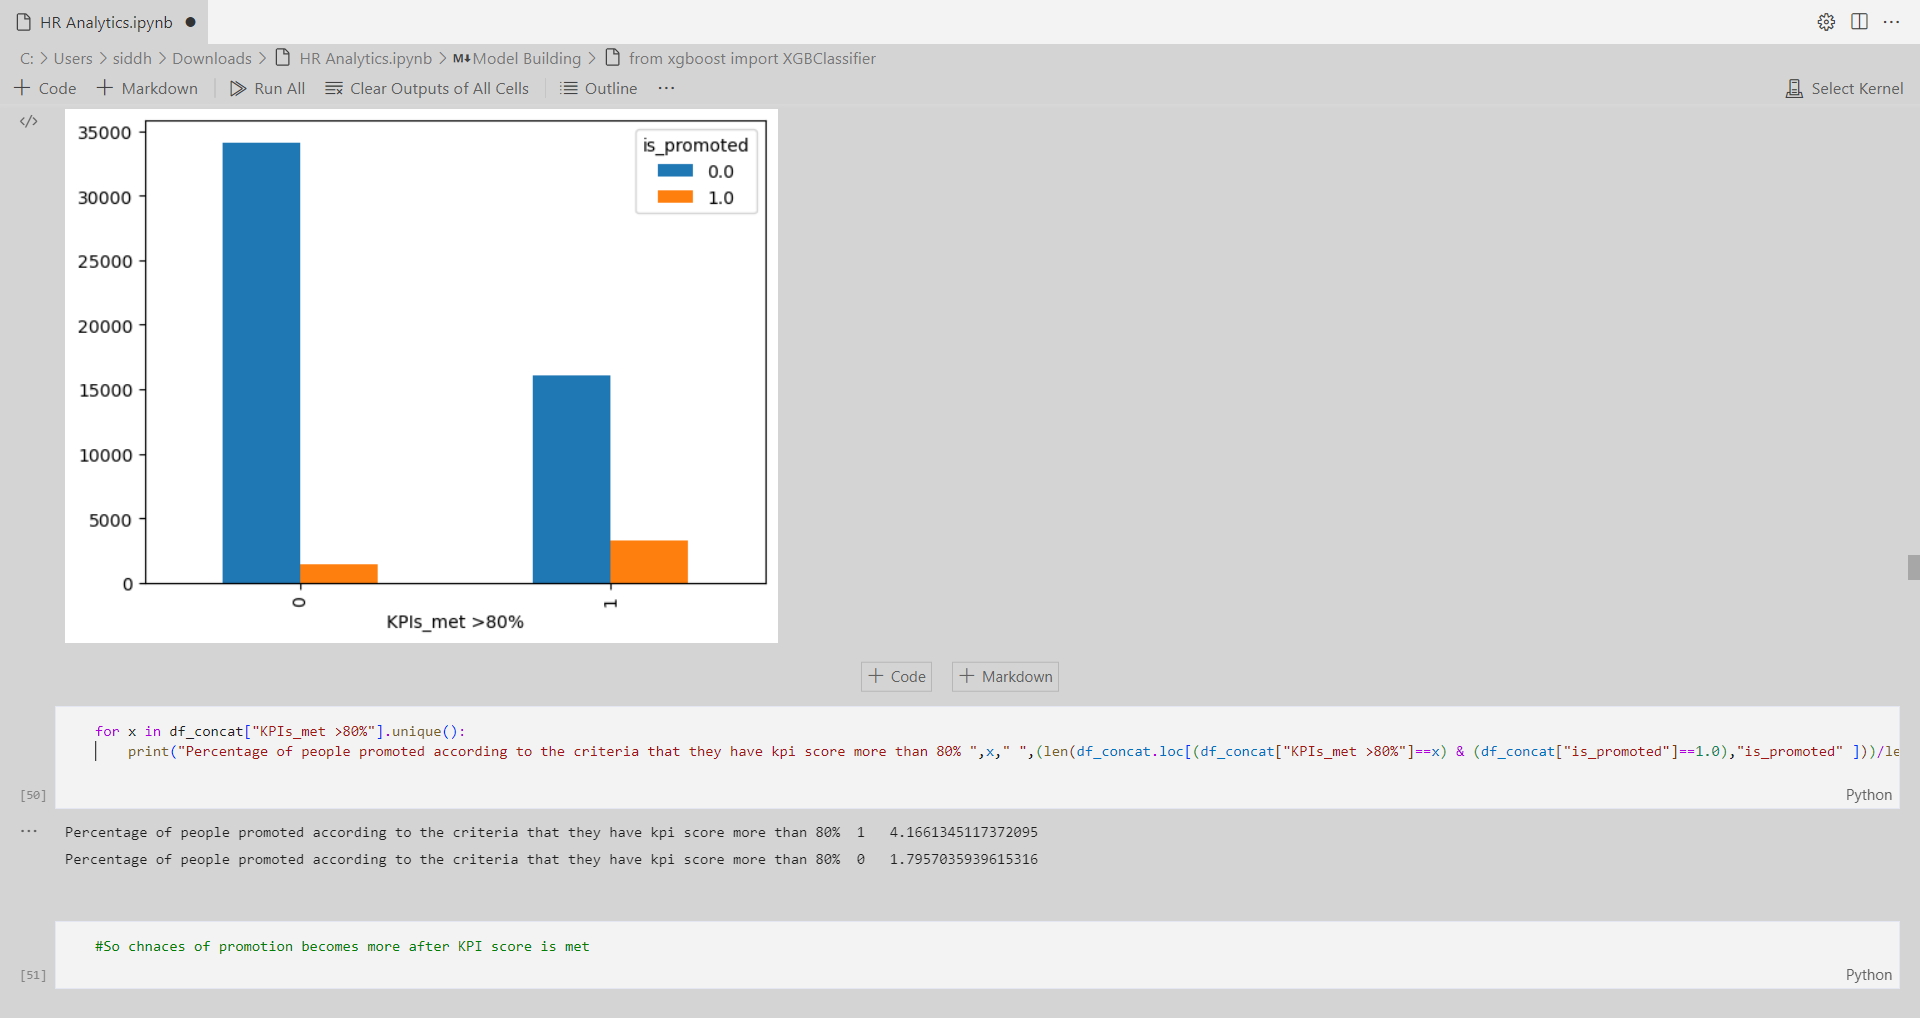 HR Analytics.ipynb
C: > Users > siddh > Downloads > HR Analytics.ipynb > M↓ Model Building > from xgboost import XGBClassifier
+ Code + Markdown Run All Clear Outputs of All Cells Outline ··· Select Kernel
</>
35000
30000
25000
20000
15000
10000
5000
0
is_promoted
0.0
1.0
0 1
KPIs_met >80%
+ Code + Markdown
for x in df_concat["KPIs_met >80%"].unique():
print("Percentage of people promoted according to the criteria that they have kpi score more than 80% ",x," ",(len(df_concat.loc[(df_concat["KPIs_met >80%"]==x) & (df_concat["is_promoted"]==1.0),"is_promoted" ]))/le
[50] Python
··· Percentage of people promoted according to the criteria that they have kpi score more than 80% 1 4.1661345117372095
Percentage of people promoted according to the criteria that they have kpi score more than 80% 0 1.7957035939615316
#So chnaces of promotion becomes more after KPI score is met
[51] Python